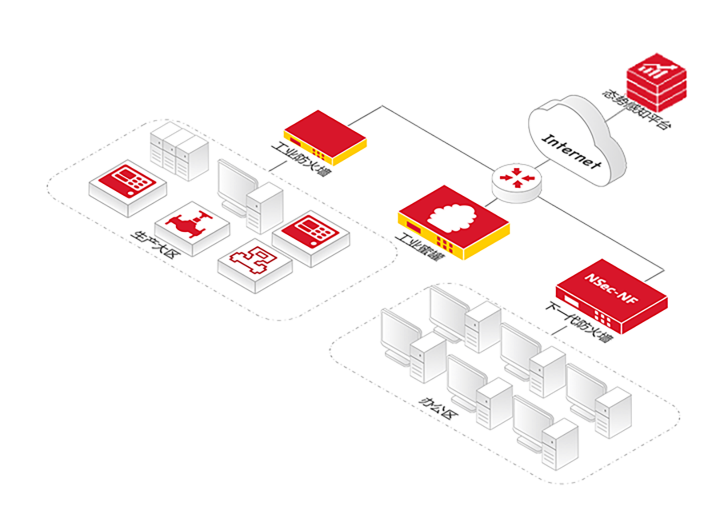 态势感知平台
Internet
工业防火墙
工业蜜罐
生产大区
NSec-NF
下一代防火墙
办公区